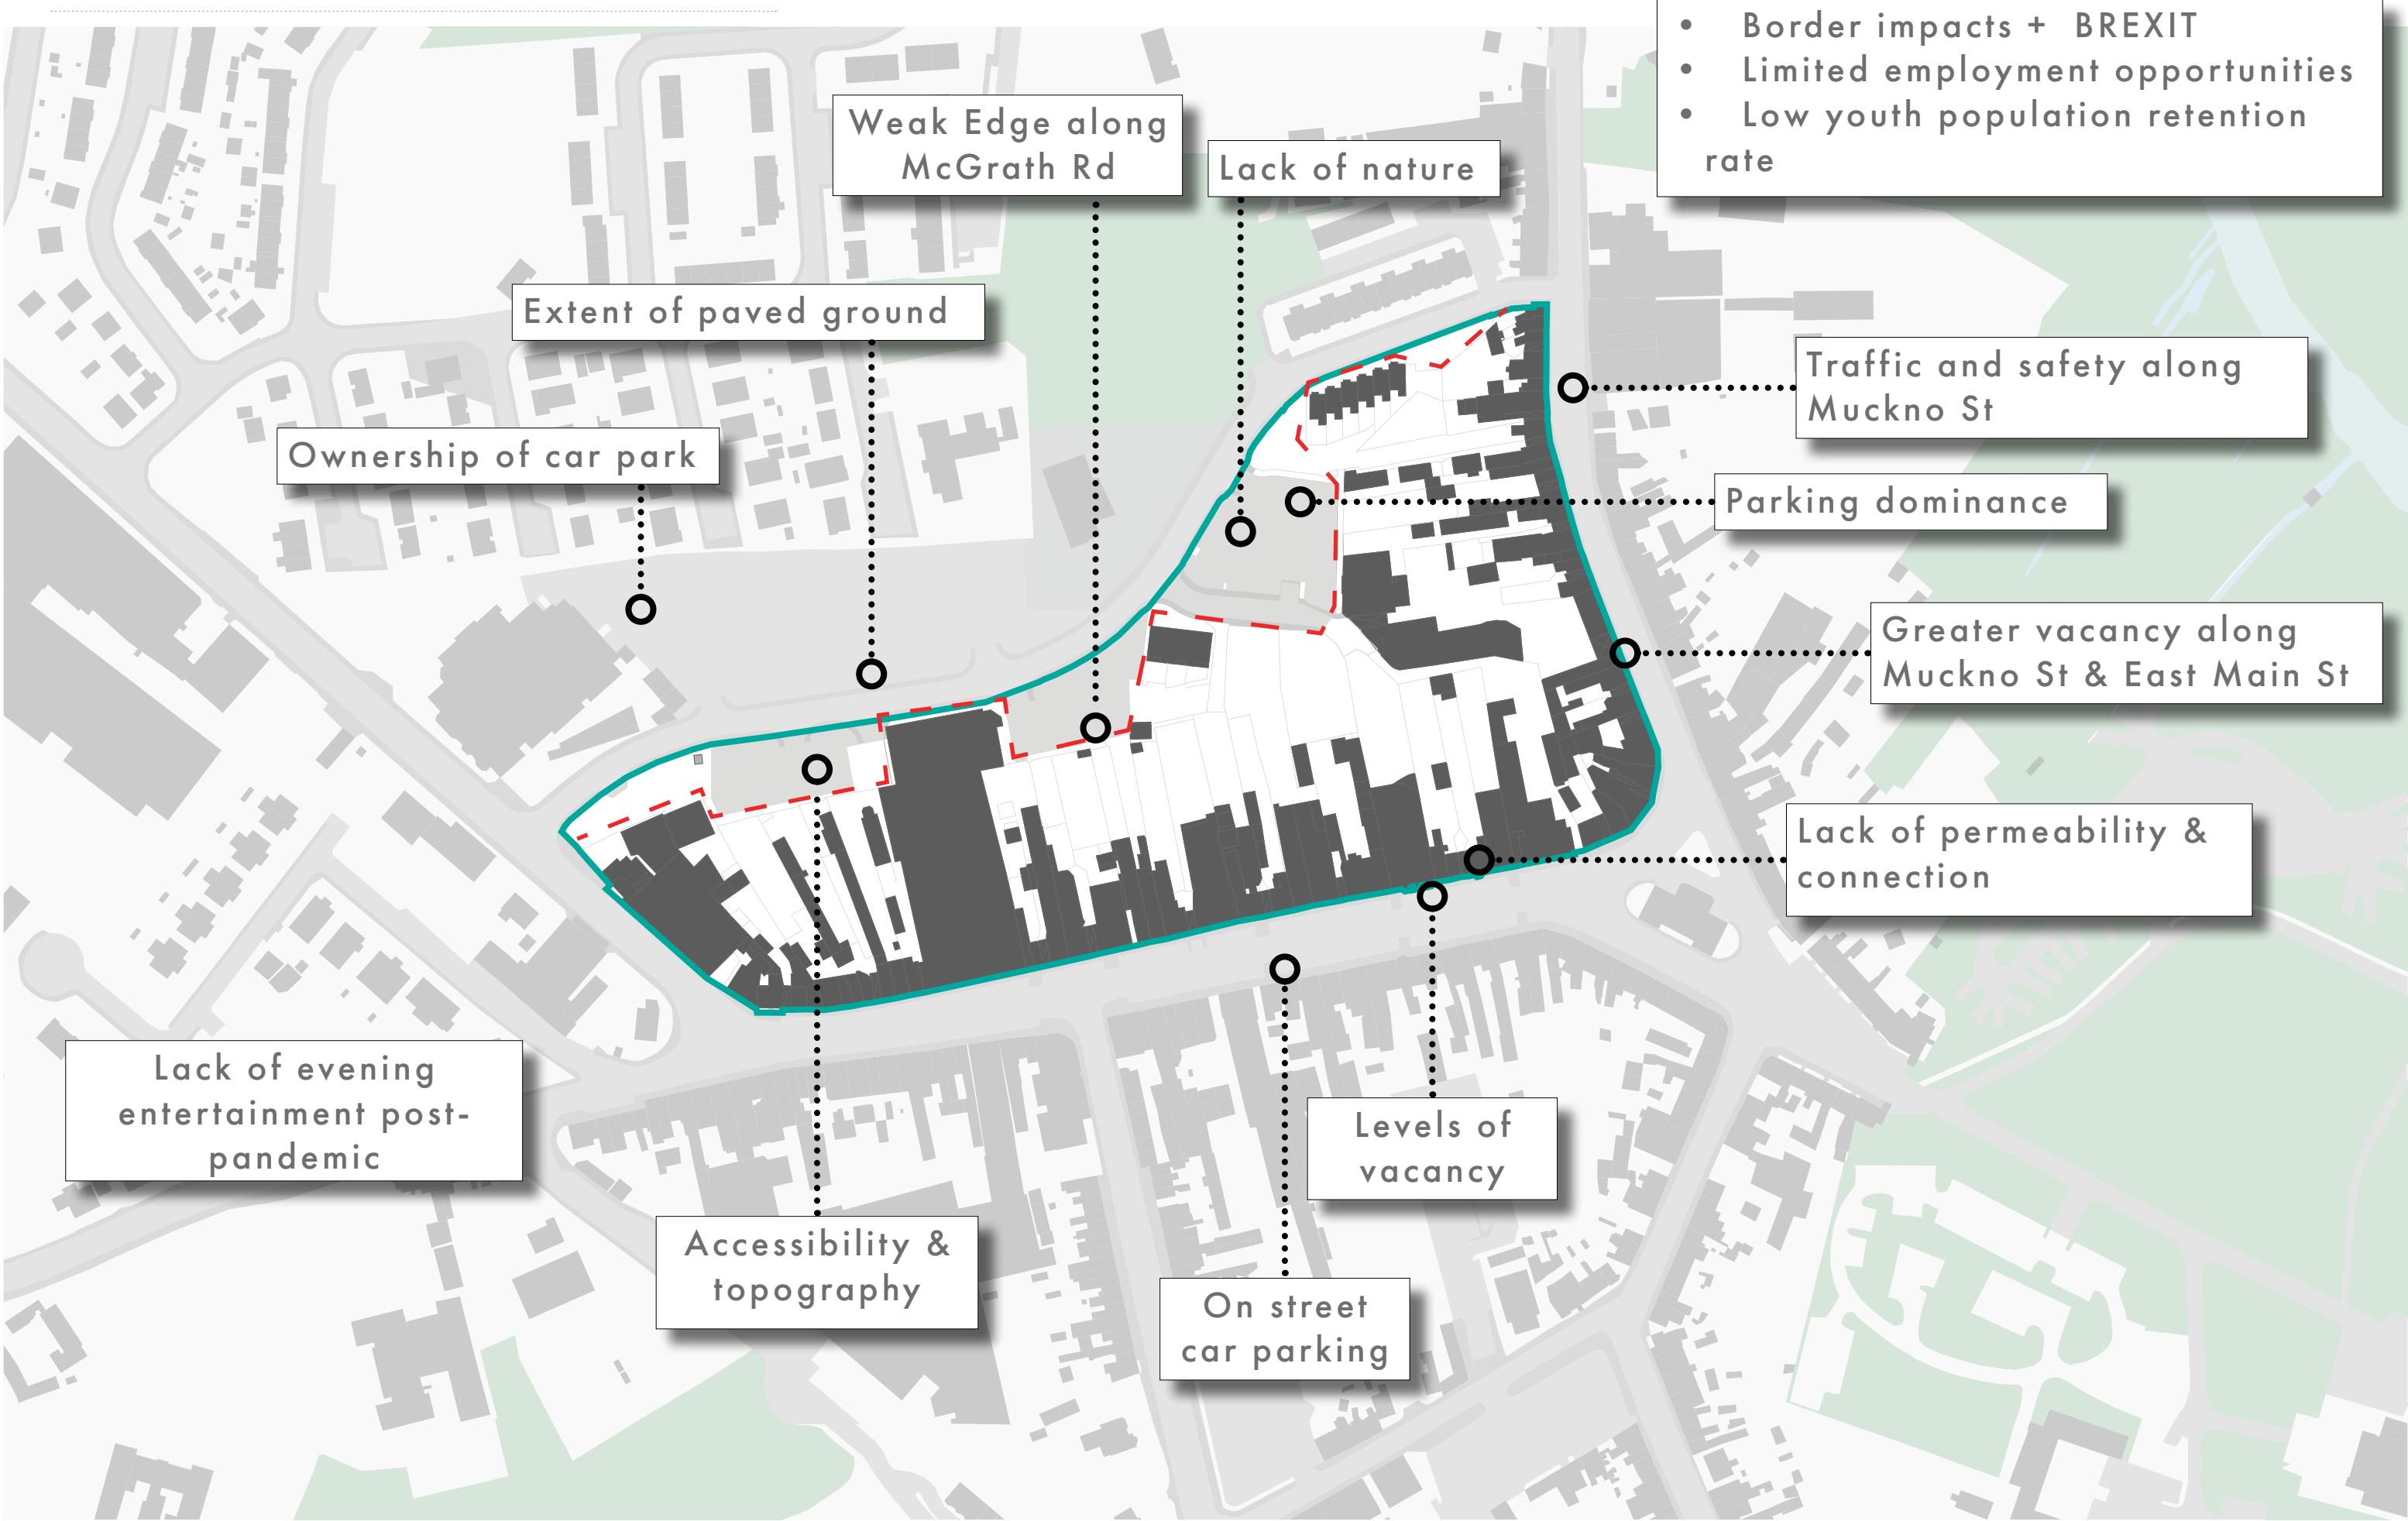 • Border impacts + BREXIT
• Limited employment opportunities
• Low youth population retention
rate
Weak Edge along
McGrath Rd
Lack of nature
Extent of paved ground
Traffic and safety along
Muckno St
Ownership of car park
Parking dominance
Greater vacancy along
Muckno St & East Main St
Lack of permeability &
connection
Lack of evening
entertainment post-
pandemic
Levels of
vacancy
Accessibility &
topography
On street
car parking